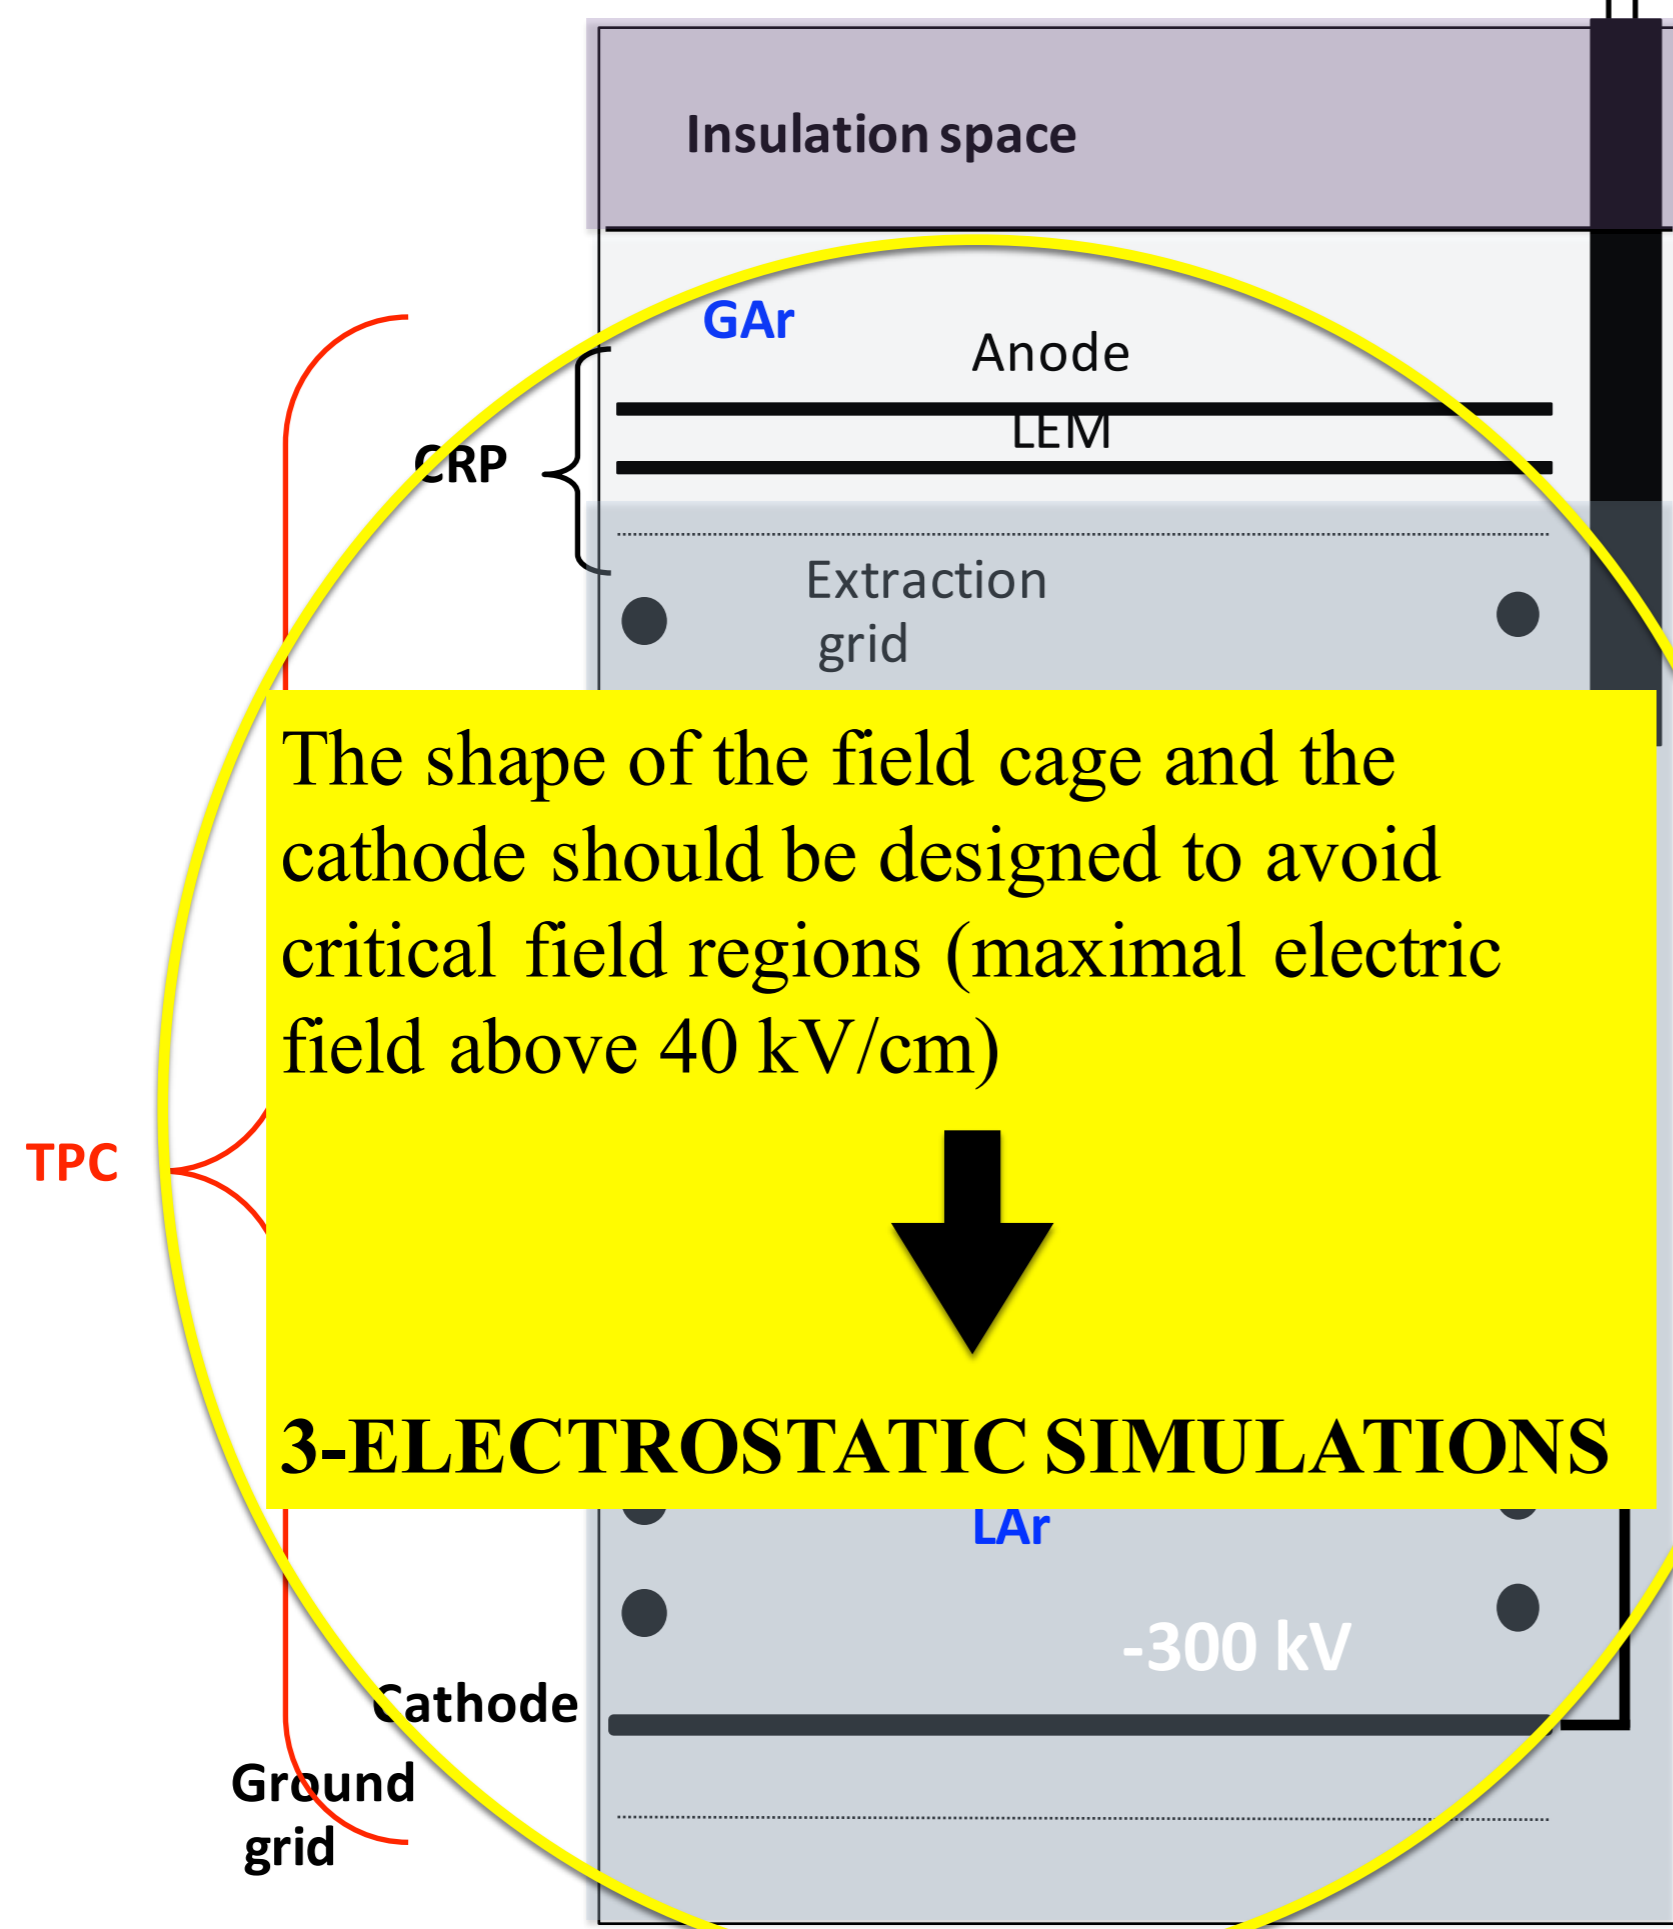 Insulation space
GAr
Anode
LEM
CRP
Extraction
grid
The shape of the field cage and the
cathode should be designed to avoid
critical field regions (maximal electric
field above 40 kV/cm)
TPC
3-ELECTROSTATIC SIMULATIONS
LAr
-300 kV
Cathode
Ground
grid